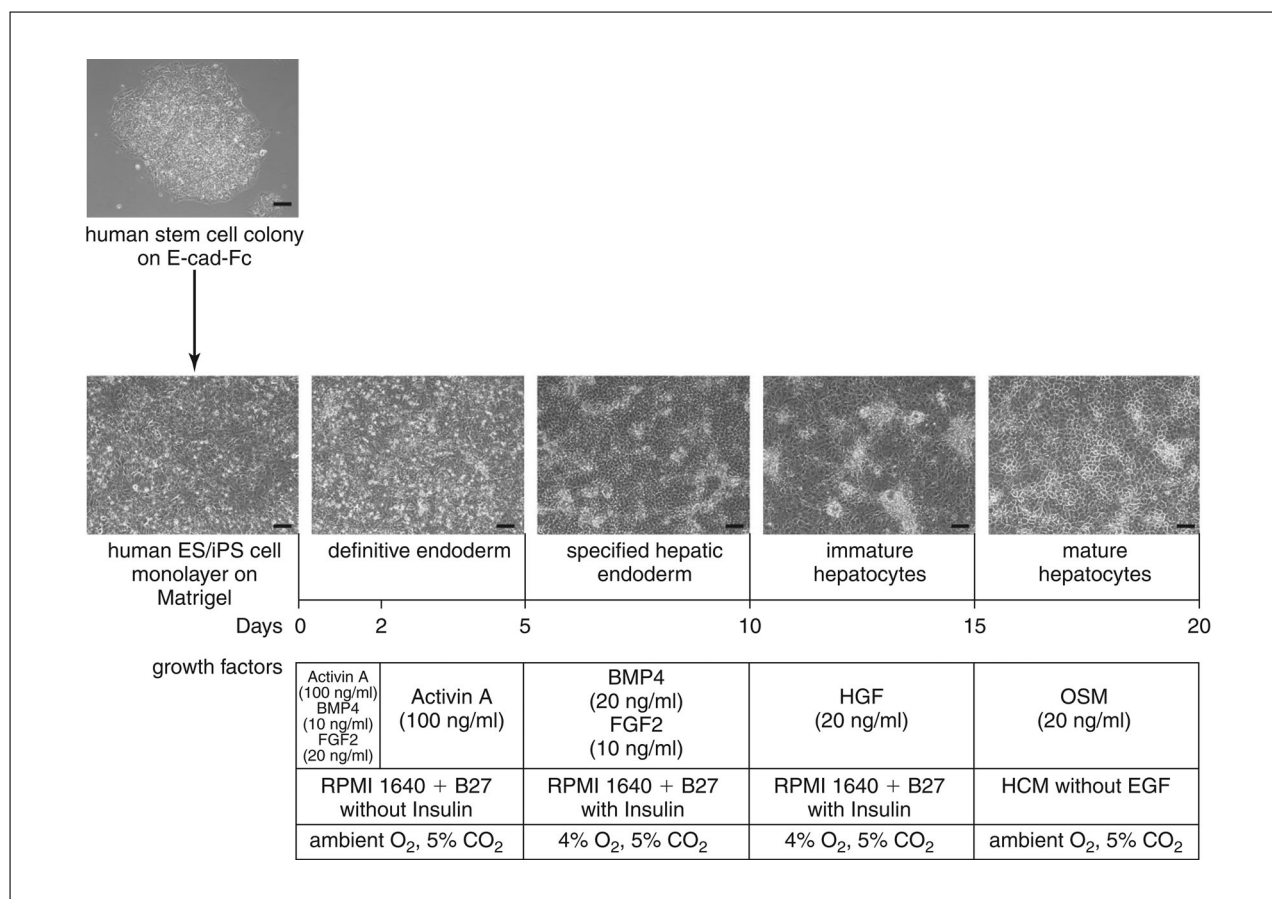 human stem cell colony
on E-cad-Fc
human ES/iPS cell
monolayer on
Matrigel
definitive endoderm
specified hepatic
endoderm
immature
hepatocytes
mature
hepatocytes
Days 0 2 5 10 15 20
growth factors
Activin A
(100 ng/ml)
BMP4
(10 ng/ml)
FGF2
(20 ng/ml)
Activin A
(100 ng/ml)
BMP4
(20 ng/ml)
FGF2
(10 ng/ml)
HGF
(20 ng/ml)
OSM
(20 ng/ml)
RPMI 1640 + B27
without Insulin
RPMI 1640 + B27
with Insulin
RPMI 1640 + B27
with Insulin
HCM without EGF
ambient O₂, 5% CO₂
4% O₂, 5% CO₂
4% O₂, 5% CO₂
ambient O₂, 5% CO₂